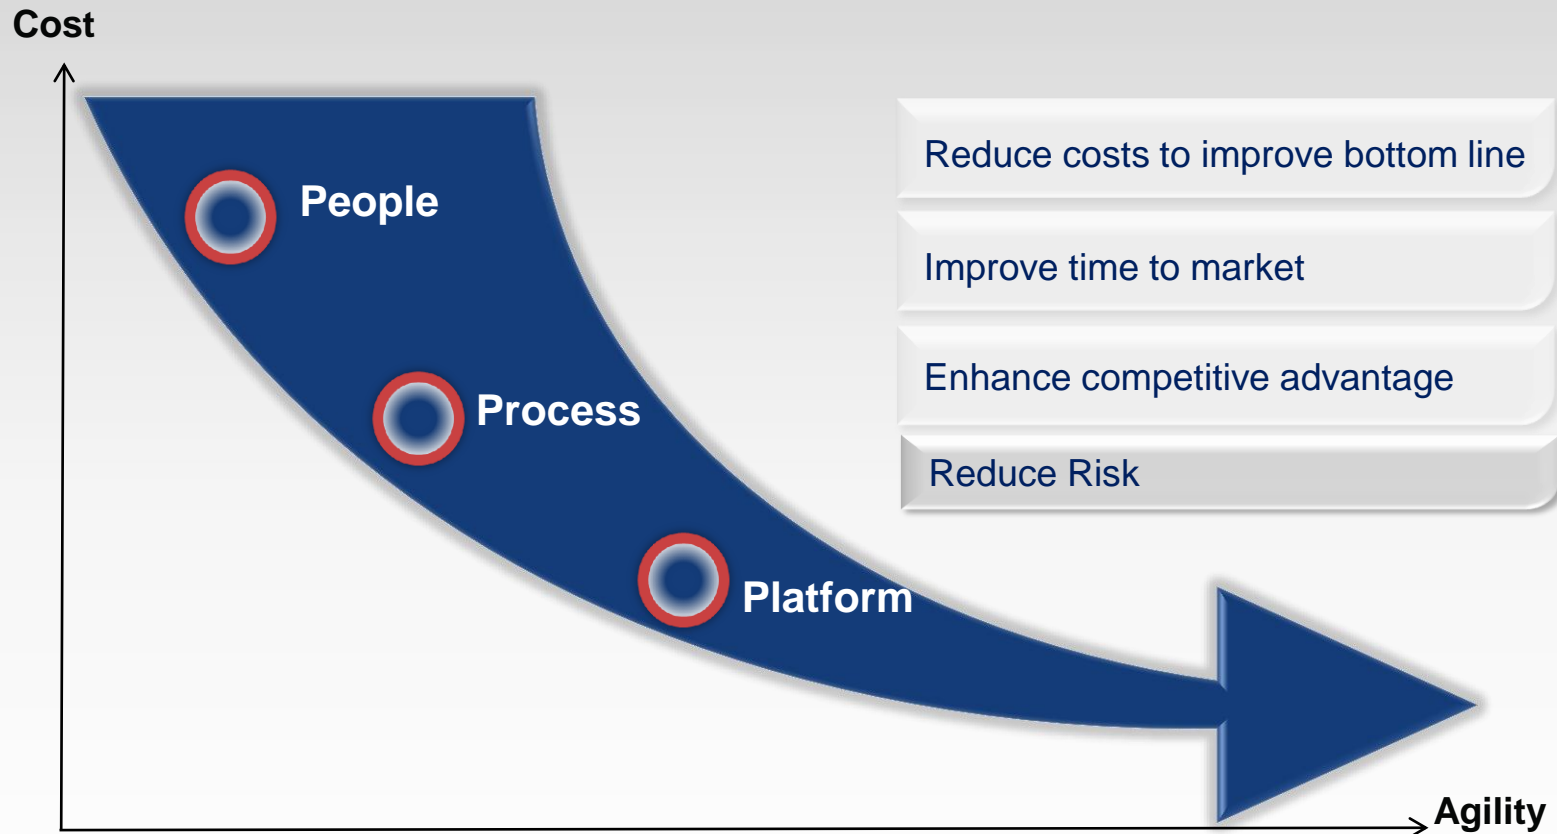 Cost
People
Process
Platform
Reduce costs to improve bottom line
Improve time to market
Enhance competitive advantage
Reduce Risk
Agility